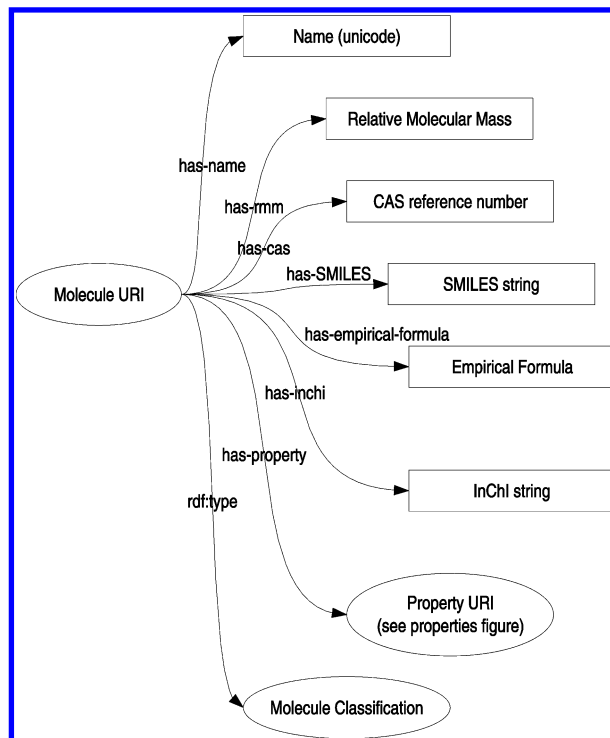 Name (unicode)
Relative Molecular Mass
has-name
CAS reference number
has-rmm
has-cas
has-SMILES
SMILES string
Molecule URI
has-empirical-formula
Empirical Formula
has-inchi
has-property
InChI string
rdf:type
Property URI
(see properties figure)
Molecule Classification